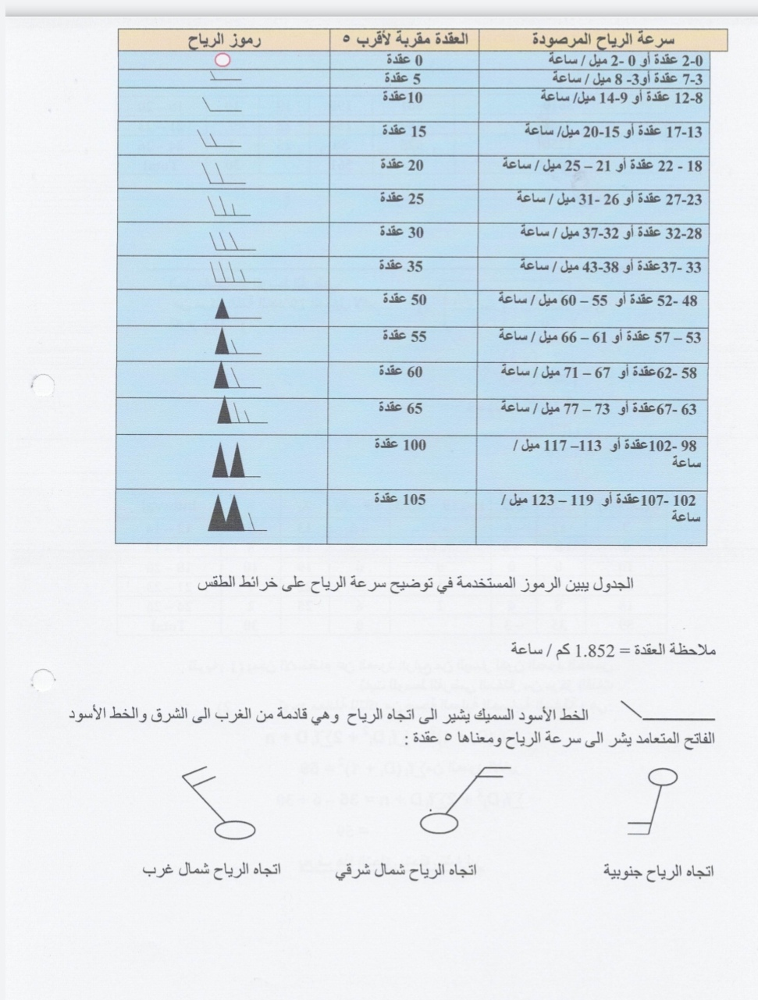 سرعة الرياح المرصودة	العقدة مقربة لأقرب ٥	رموز الرياح
2-0 عقدة أو 0 -2 ميل / ساعة	0 عقدة
7-3 عقدة أو3- 8 ميل / ساعة	5 عقدة
12-8 عقدة أو 9-14 ميل/ ساعة	10عقدة
17-13 عقدة أو 15-20 ميل/ ساعة	15 عقدة
18 - 22 عقدة أو 21 – 25 ميل / ساعة	20 عقدة
27-23 عقدة أو 26 -31 ميل / ساعة	25 عقدة
32-28 عقدة أو 32-37 ميل / ساعة	30 عقدة
33 -37عقدة أو 38-43 ميل / ساعة	35 عقدة
48 -52 عقدة أو 55 – 60 ميل / ساعة	50 عقدة
53 – 57 عقدة أو 61 – 66 ميل / ساعة	55 عقدة
58 -62عقدة أو 67 – 71 ميل / ساعة	60 عقدة
63 -67عقدة أو 73 – 77 ميل / ساعة	65 عقدة
98 -102عقدة أو 113– 117 ميل /	100 عقدة
ساعة
102 -107عقدة أو 119 – 123 ميل /	105 عقدة
ساعة
الجدول يبين الرموز المستخدمة في توضيح سرعة الرياح على خرائط الطقس
ملاحظة العقدة = 1.852 كم / ساعة
الخط الأسود السميك يشير الى اتجاه الرياح وهي قادمة من الغرب الى الشرق والخط الأسود
الفاتح المتعامد يشر الى سرعة الرياح ومعناها ٥ عقدة :
اتجاه الرياح جنوبية	اتجاه الرياح شمال شرقي	اتجاه الرياح شمال غرب